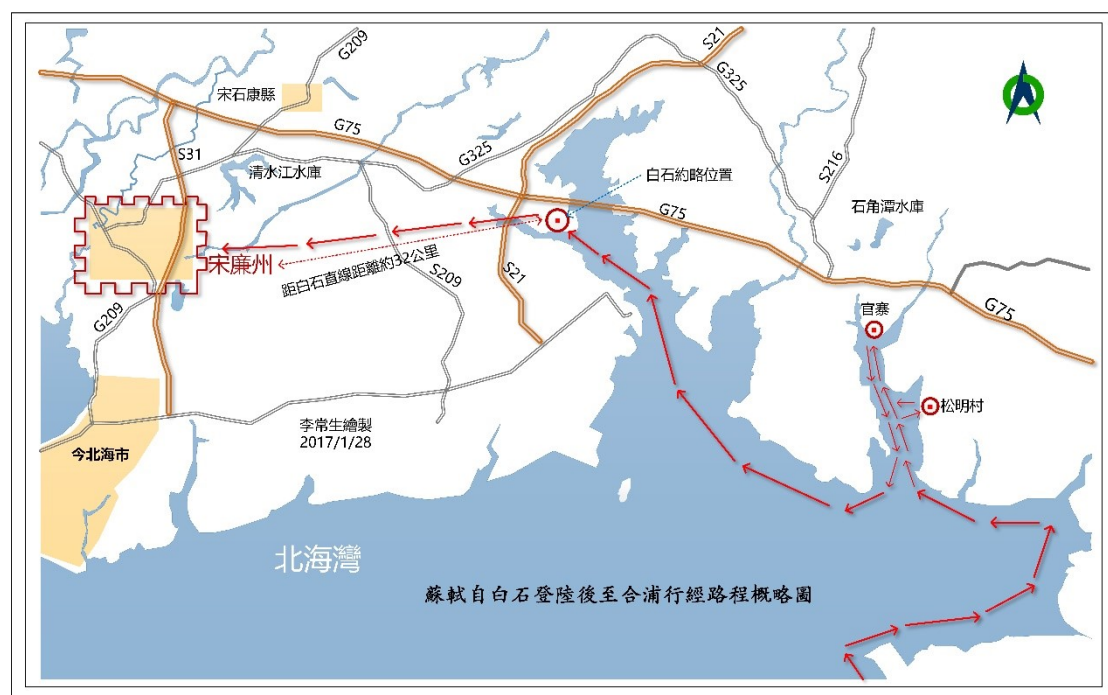 G209
S21
宋石康縣
G325
G75
S31
G325
清水江水庫
S216
白石約略位置
石角潭水庫
G75
宋廉州
距白石直線距離約32公里
S209
S21
G209
官寨
G75
松明村
李常生繪製
2017/1/28
今北海市
北海灣
蘇軾自白石登陸後至合浦行經路程概略圖